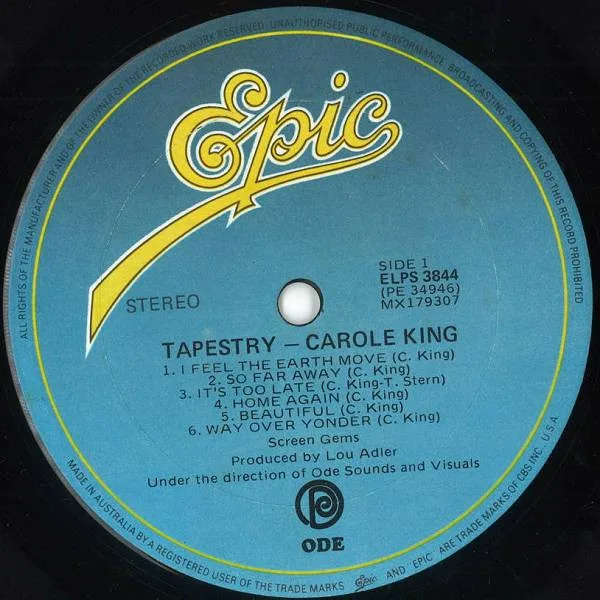 ALL RIGHTS OF THE MANUFACTURER AND OF THE OWNER OF THE RECORDED WORK RESERVED. UNAUTHORISED PUBLIC PERFORMANCE, BROADCASTING AND COPYING OF THIS RECORD PROHIBITED
Epic
STEREO
SIDE 1
ELPS 3844
(PE 34946)
MX179307
TAPESTRY – CAROLE KING
1. I FEEL THE EARTH MOVE (C. King)
2. SO FAR AWAY (C. King)
3. IT'S TOO LATE (C. King-T. Stern)
4. HOME AGAIN (C. King)
5. BEAUTIFUL (C. King)
6. WAY OVER YONDER (C. King)
Screen Gems
Produced by Lou Adler
Under the direction of Ode Sounds and Visuals
ODE
MADE IN AUSTRALIA BY A REGISTERED USER OF THE TRADE MARKS Epic AND "EPIC" ARE TRADE MARKS OF CBS INC. U.S.A.